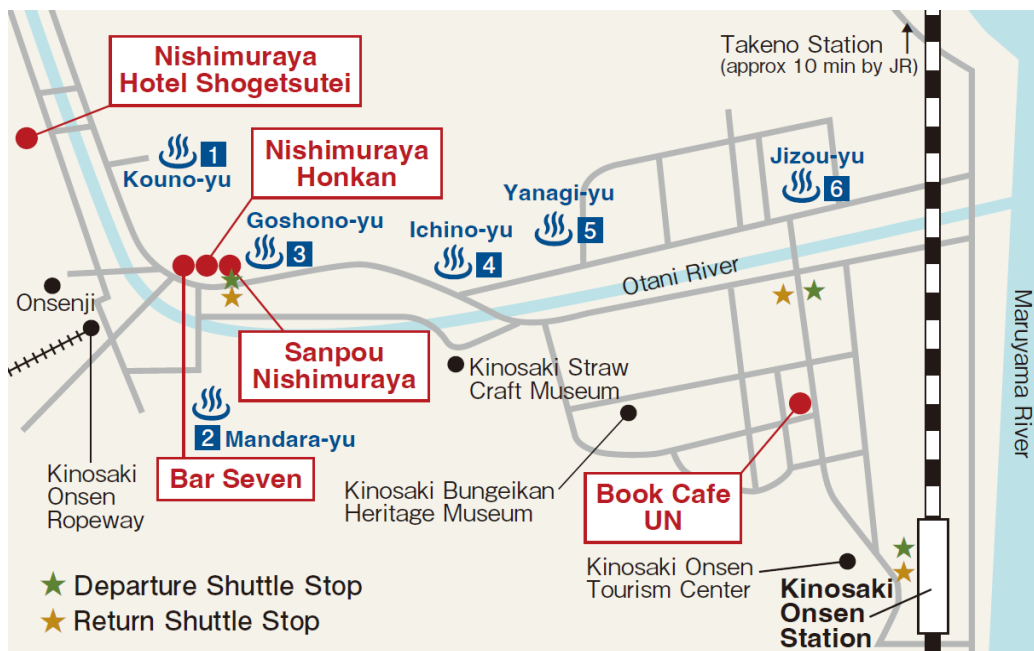 Takeno Station
(approx 10 min by JR)
Nishimuraya
Hotel Shogetsutei
1
Kouno-yu
Nishimuraya
Honkan
Goshono-yu
3
Ichino-yu
4
Yanagi-yu
5
Jizou-yu
6
Otani River
Onsenji
Sanpou
Nishimuraya
Kinosaki Straw
Craft Museum
Maruyama River
2 Mandara-yu
Bar Seven
Kinosaki
Onsen
Ropeway
Kinosaki Bungeikan
Heritage Museum
Book Cafe
UN
Kinosaki Onsen
Tourism Center
Kinosaki
Onsen
Station
Departure Shuttle Stop
Return Shuttle Stop